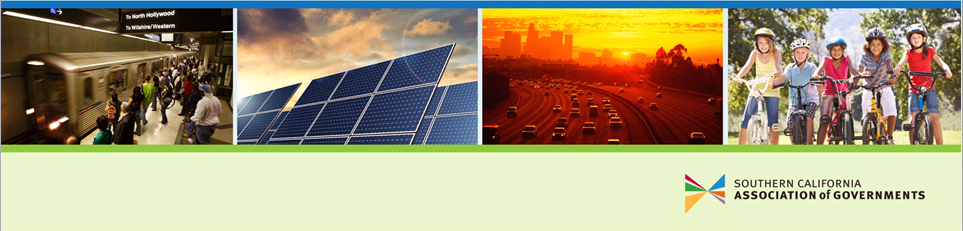 To North Hollywood
To Wilshire/Western
SOUTHERN CALIFORNIA
ASSOCIATION of GOVERNMENTS